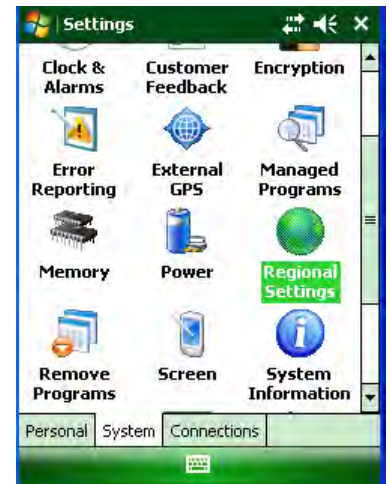 Settings
Clock & Customer Encryption
Alarms Feedback
Error External Managed
Reporting GPS Programs
Memory Power Regional
Settings
Remove Screen System
Programs Information
Personal System Connections